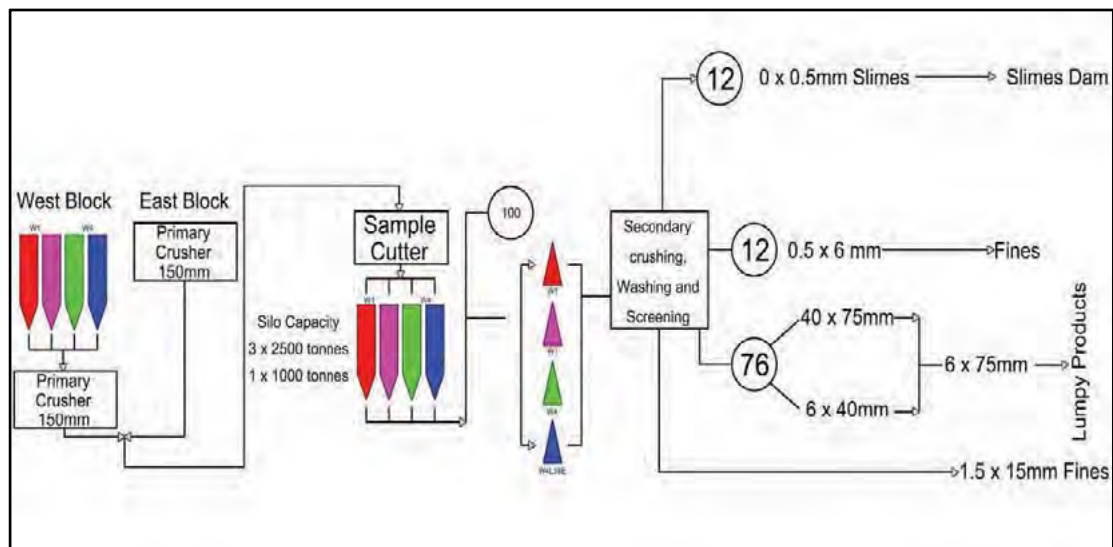 West Block
East Block
W1
W4
Primary
Crusher
150mm
Primary
Crusher
150mm
Sample
Cutter
W1
W4
Silo Capacity
3 x 2500 tonnes
1 x 1000 tonnes
100
W1
W4
Secondary
crushing,
Washing and
Screening
12
0 x 0.5mm Slimes
Slimes Dam
12
0.5 x 6 mm
Fines
76
40 x 75mm
6 x 40mm
6 x 75mm
Lumpy Products
1.5 x 15mm Fines